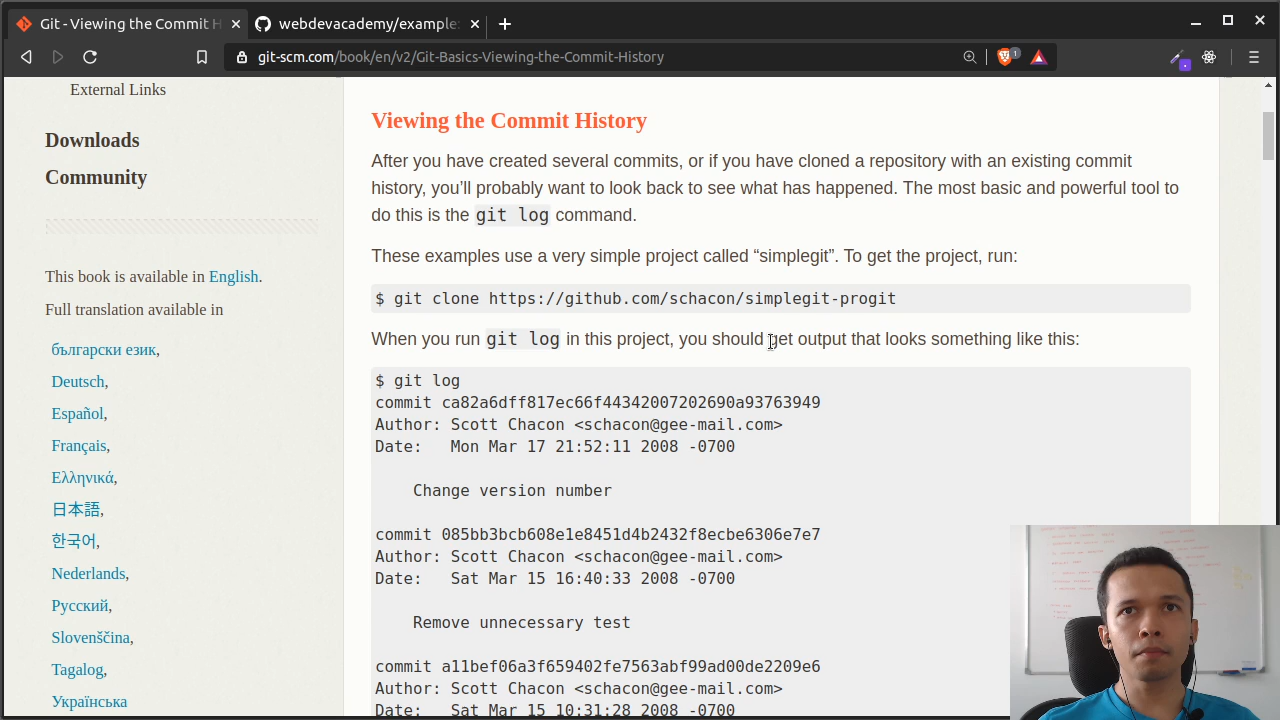 Git - Viewing the Commit H
webdevacademy/example
git-scm.com/book/en/v2/Git-Basics-Viewing-the-Commit-History
1
External Links
Downloads
Community
This book is available in English.
Full translation available in
български език,
Deutsch,
Español,
Français,
Ελληνικά,
日本語,
한국어,
Nederlands,
Русский,
Slovenščina,
Tagalog,
Українська
Viewing the Commit History
After you have created several commits, or if you have cloned a repository with an existing commit
history, you’ll probably want to look back to see what has happened. The most basic and powerful tool to
do this is the git log command.
These examples use a very simple project called “simplegit”. To get the project, run:
$ git clone https://github.com/schacon/simplegit-progit
When you run git log in this project, you should get output that looks something like this:
$ git log
commit ca82a6dff817ec66f44342007202690a93763949
Author: Scott Chacon <schacon@gee-mail.com>
Date:   Mon Mar 17 21:52:11 2008 -0700
Change version number
commit 085bb3bcb608e1e8451d4b2432f8ecbe6306e7e7
Author: Scott Chacon <schacon@gee-mail.com>
Date:   Sat Mar 15 16:40:33 2008 -0700
Remove unnecessary test
commit a11bef06a3f659402fe7563abf99ad00de2209e6
Author: Scott Chacon <schacon@gee-mail.com>
Date:   Sat Mar 15 10:31:28 2008 -0700